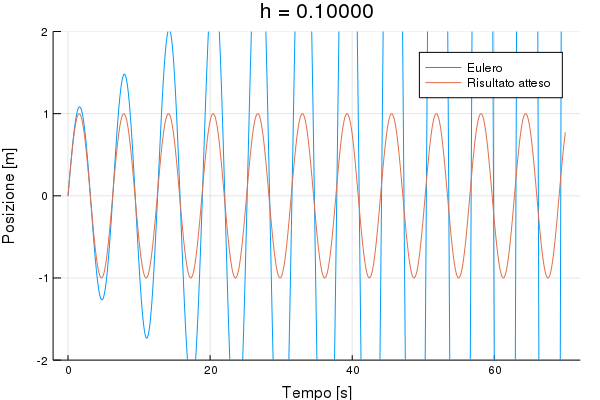 h = 0.10000
Eulero
Risultato atteso
Posizione [m]
2
1
0
-1
-2
0
20
40
60
Tempo [s]